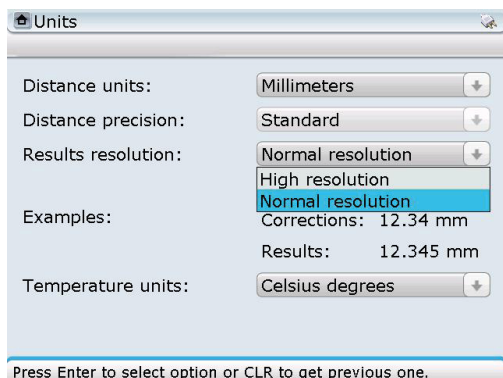 Units
Distance units: Millimeters
Distance precision: Standard
Results resolution: Normal resolution
High resolution
Normal resolution
Examples: Corrections: 12.34 mm
Results: 12.345 mm
Temperature units: Celsius degrees
Press Enter to select option or CLR to get previous one.